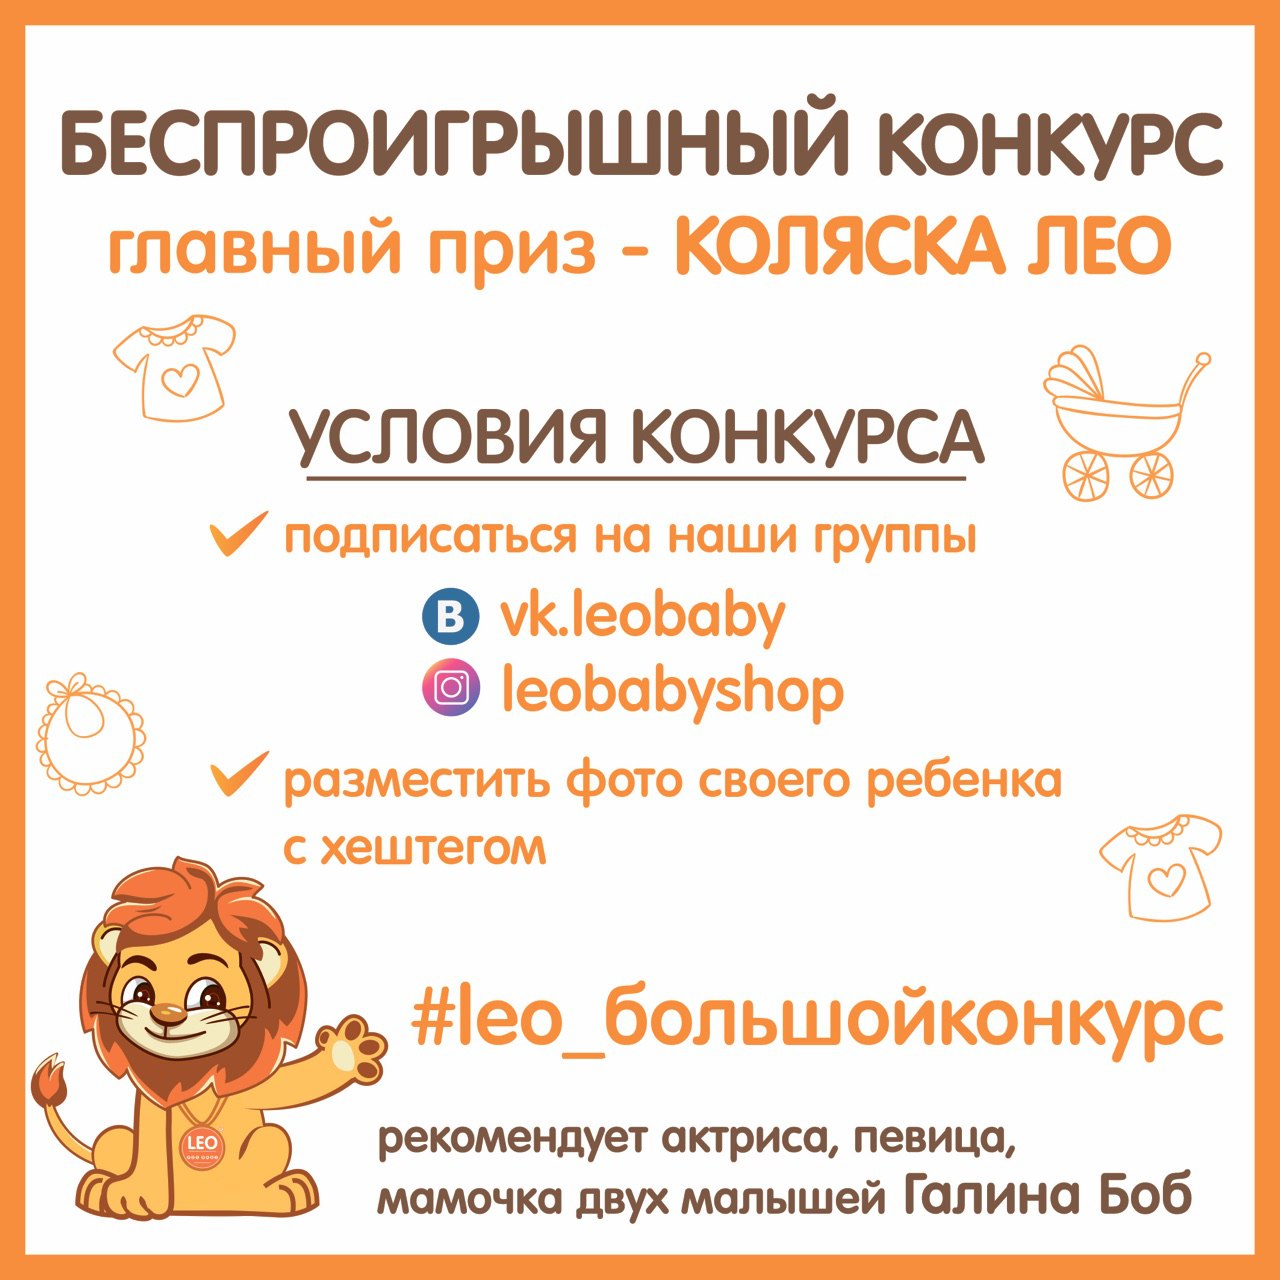 БЕСПРОИГРЫШНЫЙ КОНКУРС
главный приз - КОЛЯСКА ЛЕО
УСЛОВИЯ КОНКУРСА
подписаться на наши группы
В vk.leobaby
leobabyshop
разместить фото своего ребенка
с хештегом
#leo_большойконкурс
LEO
рекомендует актриса, певица,
мамочка двух малышей Галина Боб